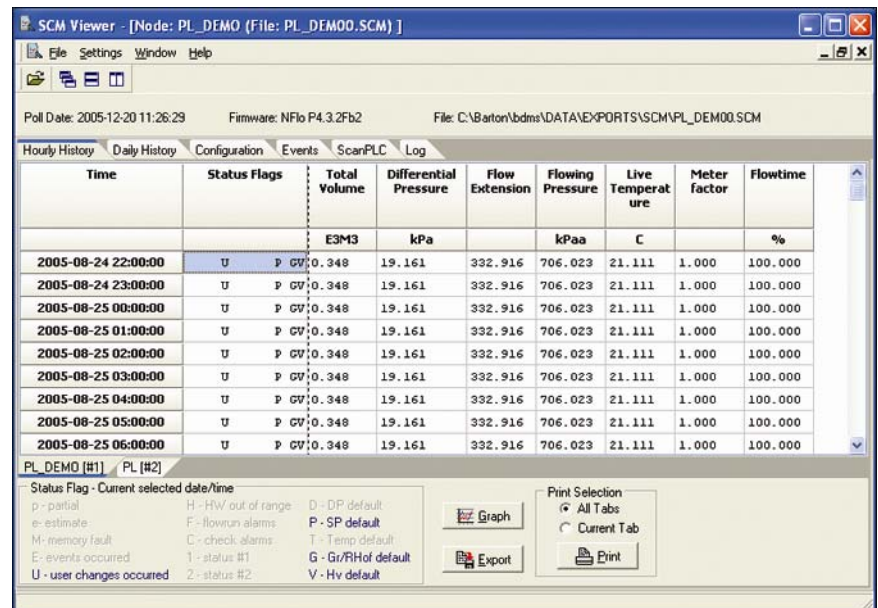 SCM Viewer - [Node: PL_DEMO (File: PL_DEM00.SCM) ]
File Settings Window Help
Poll Date: 2005-12-20 11:26:29 Firmware: NFlo P4.3.2Fb2 File: C:\Barton\bdms\DATA\EXPORTS\SCM\PL_DEM00.SCM
Hourly History Daily History Configuration Events ScanPLC Log
Time Status Flags Total Volume Differential Pressure Flow Extension Flowing Pressure Live Temperature Meter factor Flowtime
E3M3 kPa kPaa C %
2005-08-24 22:00:00 U P GV 0.348 19.161 332.916 706.023 21.111 1.000 100.000
2005-08-24 23:00:00 U P GV 0.348 19.161 332.916 706.023 21.111 1.000 100.000
2005-08-25 00:00:00 U P GV 0.348 19.161 332.916 706.023 21.111 1.000 100.000
2005-08-25 01:00:00 U P GV 0.348 19.161 332.916 706.023 21.111 1.000 100.000
2005-08-25 02:00:00 U P GV 0.348 19.161 332.916 706.023 21.111 1.000 100.000
2005-08-25 03:00:00 U P GV 0.348 19.161 332.916 706.023 21.111 1.000 100.000
2005-08-25 04:00:00 U P GV 0.348 19.161 332.916 706.023 21.111 1.000 100.000
2005-08-25 05:00:00 U P GV 0.348 19.161 332.916 706.023 21.111 1.000 100.000
2005-08-25 06:00:00 U P GV 0.348 19.161 332.916 706.023 21.111 1.000 100.000
PL_DEMO [#1] PL [#2]
Status Flag - Current selected date/time
p - partial H - HW out of range D - DP default
e- estimate F - flowrun alarms P - SP default
M- memory fault C - check alarms T - Temp default
E- events occurred 1 - status #1 G - Gr/RHof default
U - user changes occurred 2 - status #2 V - Hv default
Graph
Export
Print Selection
All Tabs
Current Tab
Print